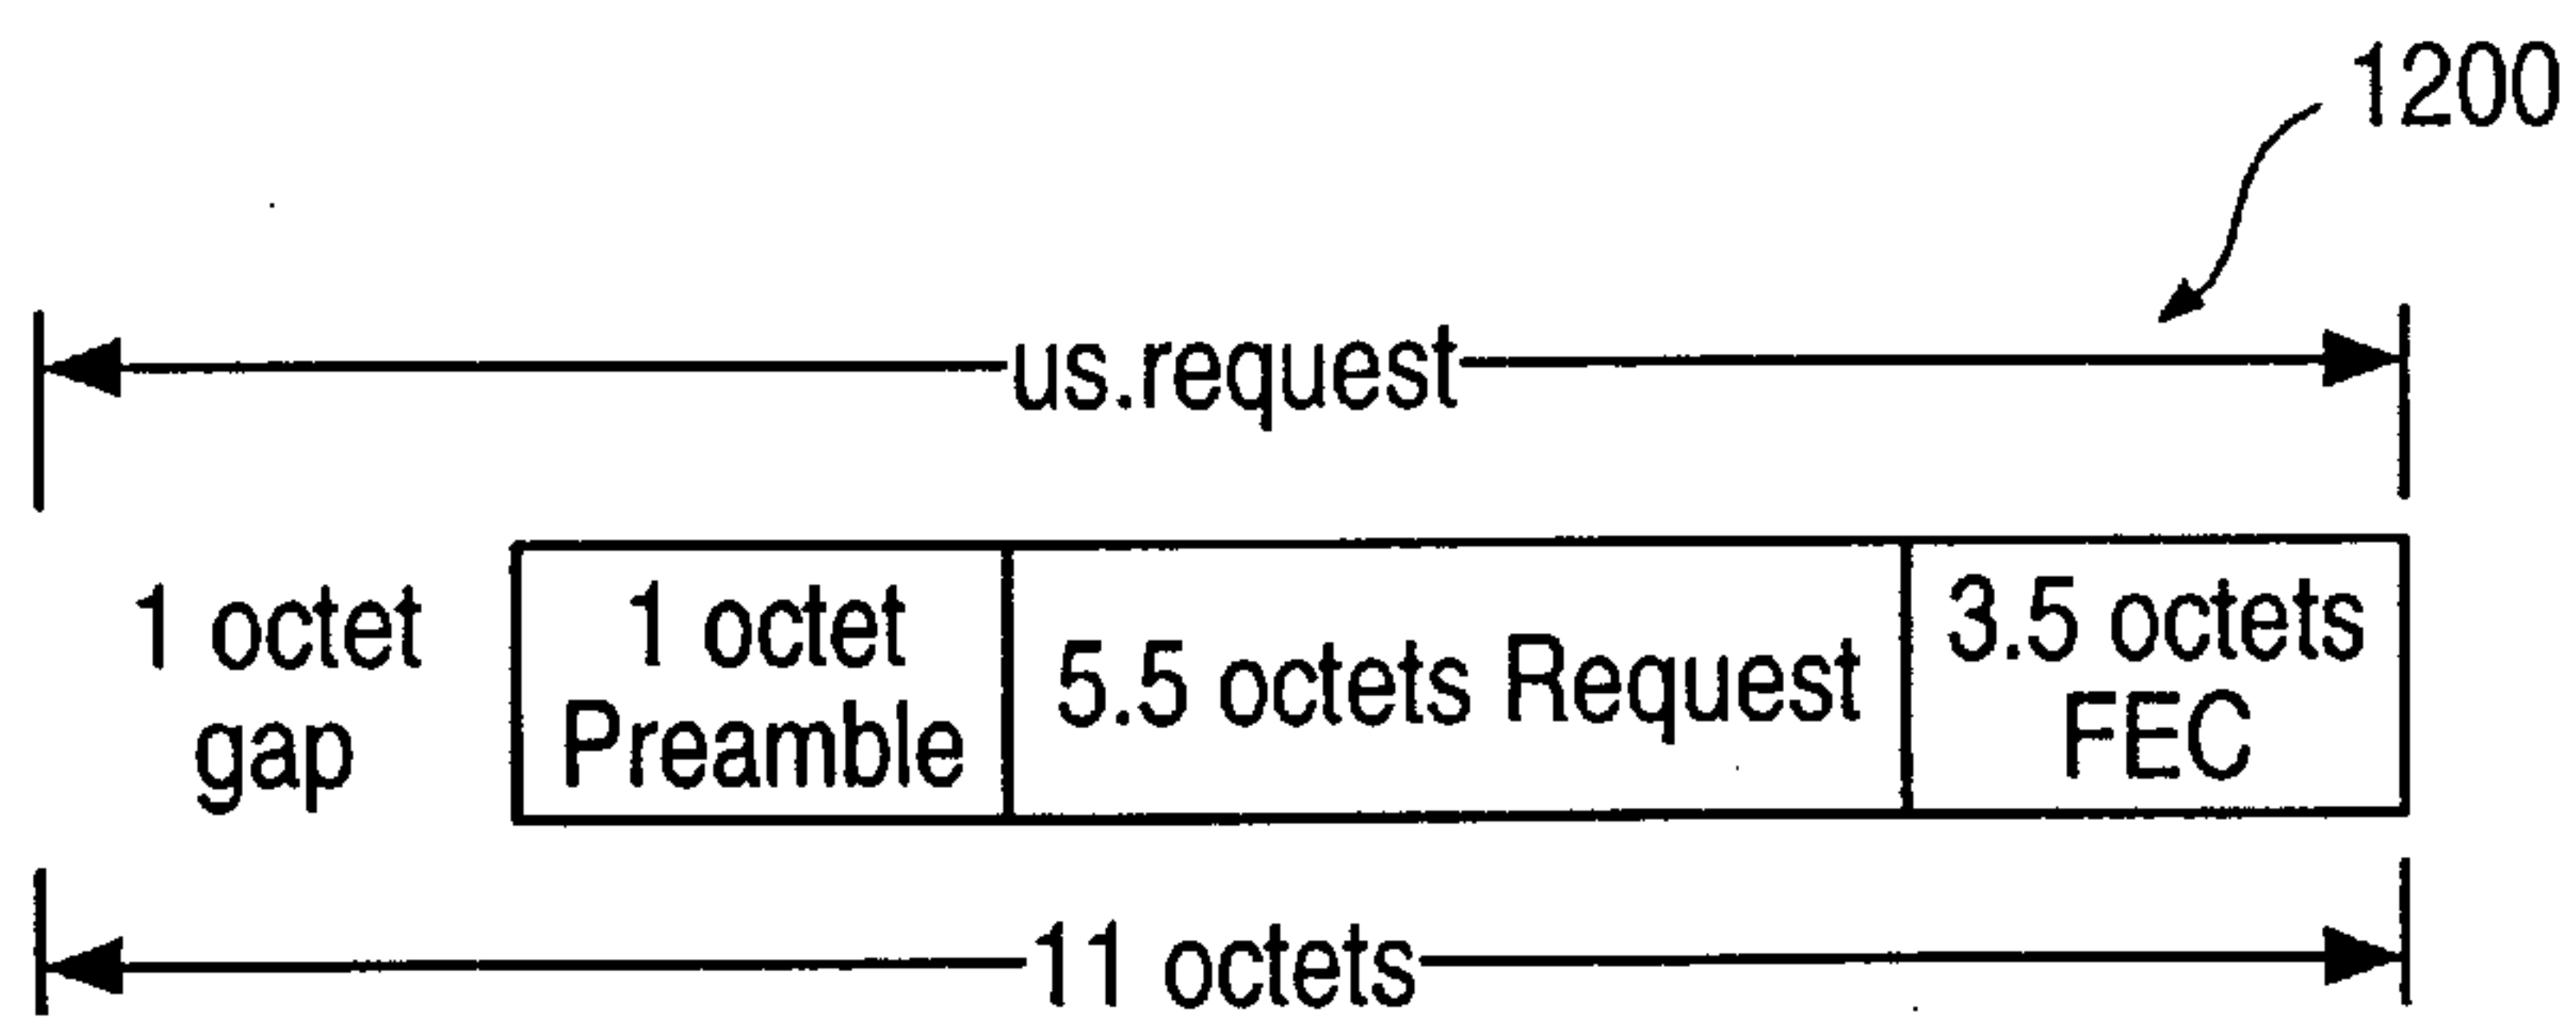 1200
us.request
1 octet
gap
1 octet
Preamble
5.5 octets Request
3.5 octets
FEC
11 octets